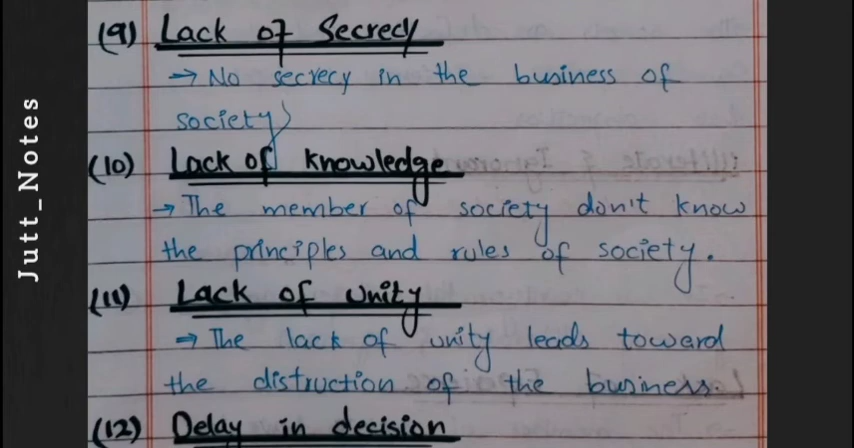 Jutt_Notes
(9) Lack of Secrecy
→ No secrecy in the business of
society
(10) Lack of knowledge
→ The member of society don't know
the principles and rules of society.
(11) Lack of Unity
⇒ The lack of unity leads toward
the distruction of the business.
(12) Delay in decision